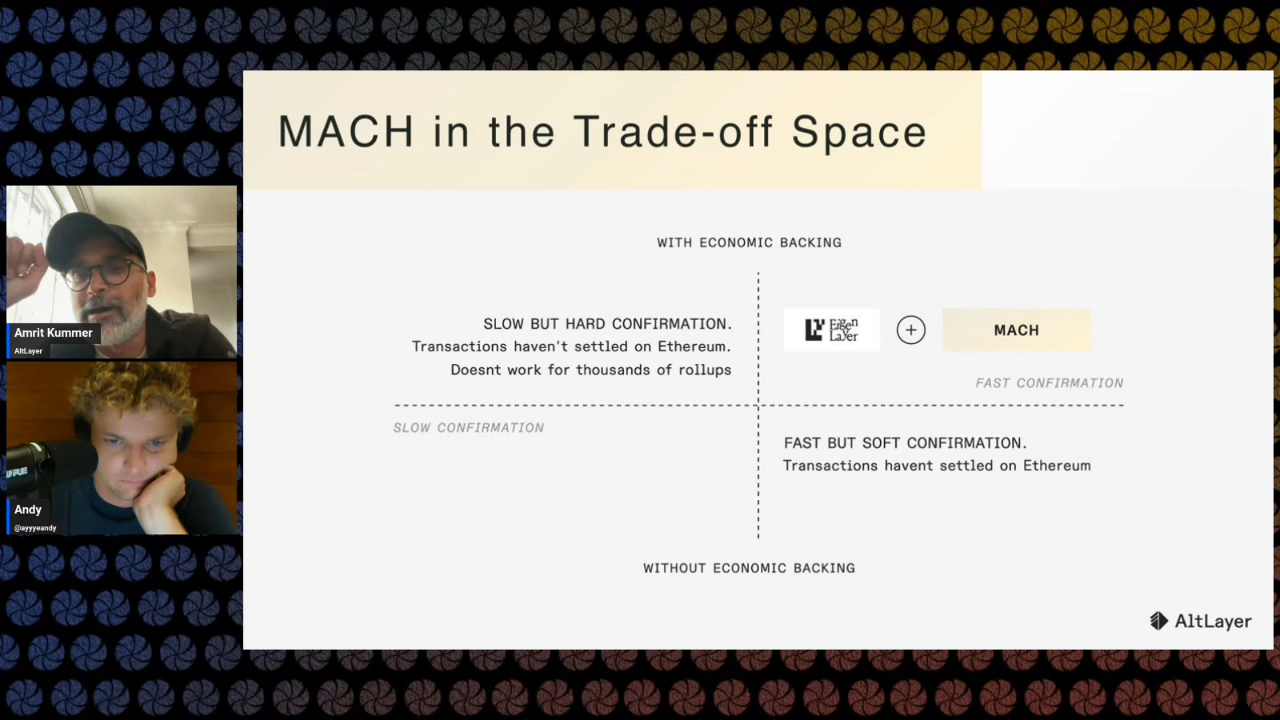 MACH in the Trade-off Space
WITH ECONOMIC BACKING
SLOW BUT HARD CONFIRMATION.
Transactions haven't settled on Ethereum.
Doesnt work for thousands of rollups
EigenLayer
MACH
FAST CONFIRMATION
SLOW CONFIRMATION
FAST BUT SOFT CONFIRMATION.
Transactions havent settled on Ethereum
WITHOUT ECONOMIC BACKING
AltLayer
Amrit Kummer
AltLayer
URE
Andy
@ayyyeandy